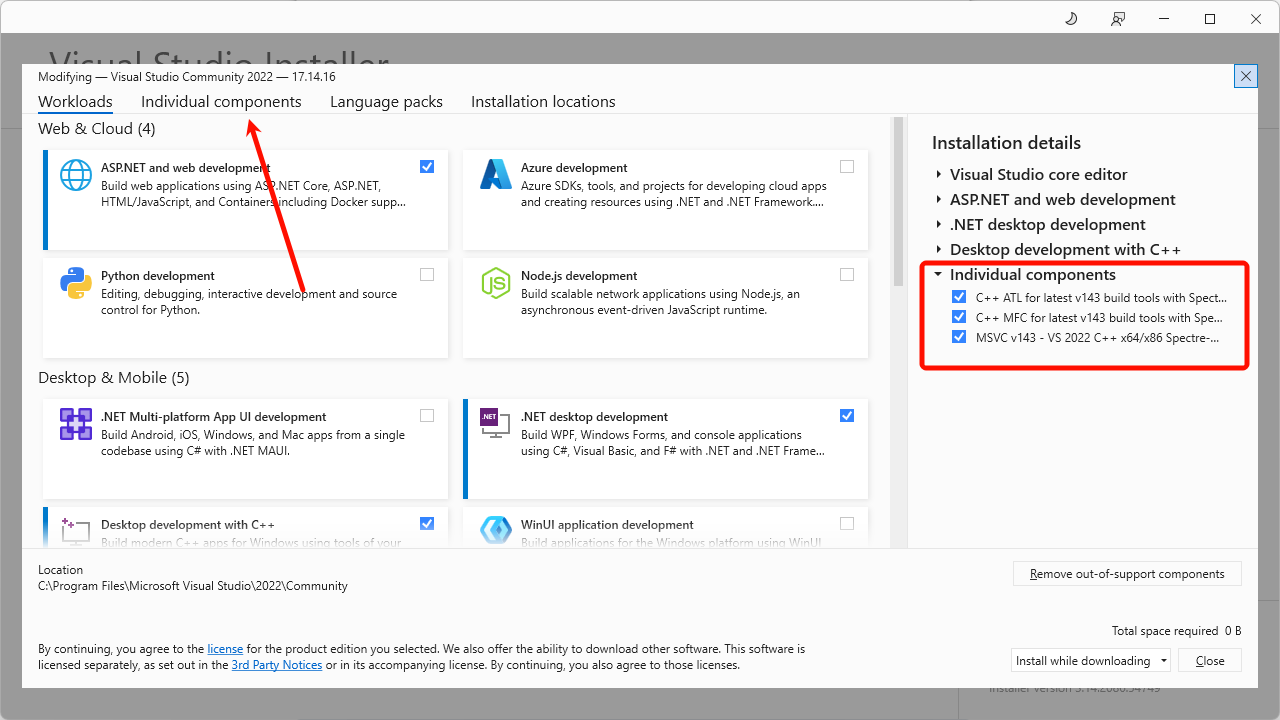 Visual Studio Installer
Modifying — Visual Studio Community 2022 — 17.14.16
Workloads
Individual components
Language packs
Installation locations
Web & Cloud (4)
ASP.NET and web development
Build web applications using ASP.NET Core, ASP.NET,
HTML/JavaScript, and Containers including Docker supp...
Azure development
Azure SDKs, tools, and projects for developing cloud apps
and creating resources using .NET and .NET Framework....
Python development
Editing, debugging, interactive development and source
control for Python.
Node.js development
Build scalable network applications using Node.js, an
asynchronous event-driven JavaScript runtime.
Desktop & Mobile (5)
.NET Multi-platform App UI development
Build Android, iOS, Windows, and Mac apps from a single
codebase using C# with .NET MAUI.
.NET
.NET desktop development
Build WPF, Windows Forms, and console applications
using C#, Visual Basic, and F# with .NET and .NET Frame...
Desktop development with C++
Build modern C++ apps for Windows using tools of your
WinUI application development
Build applications for the Windows platform using WinUI
Installation details
Visual Studio core editor
ASP.NET and web development
.NET desktop development
Desktop development with C++
Individual components
C++ ATL for latest v143 build tools with Spect...
C++ MFC for latest v143 build tools with Spe...
MSVC v143 - VS 2022 C++ x64/x86 Spectre-...
Location
C:\Program Files\Microsoft Visual Studio\2022\Community
Remove out-of-support components
Total space required 0 B
By continuing, you agree to the license for the product edition you selected. We also offer the ability to download other software. This software is
licensed separately, as set out in the 3rd Party Notices or in its accompanying license. By continuing, you also agree to those licenses.
Install while downloading
Close